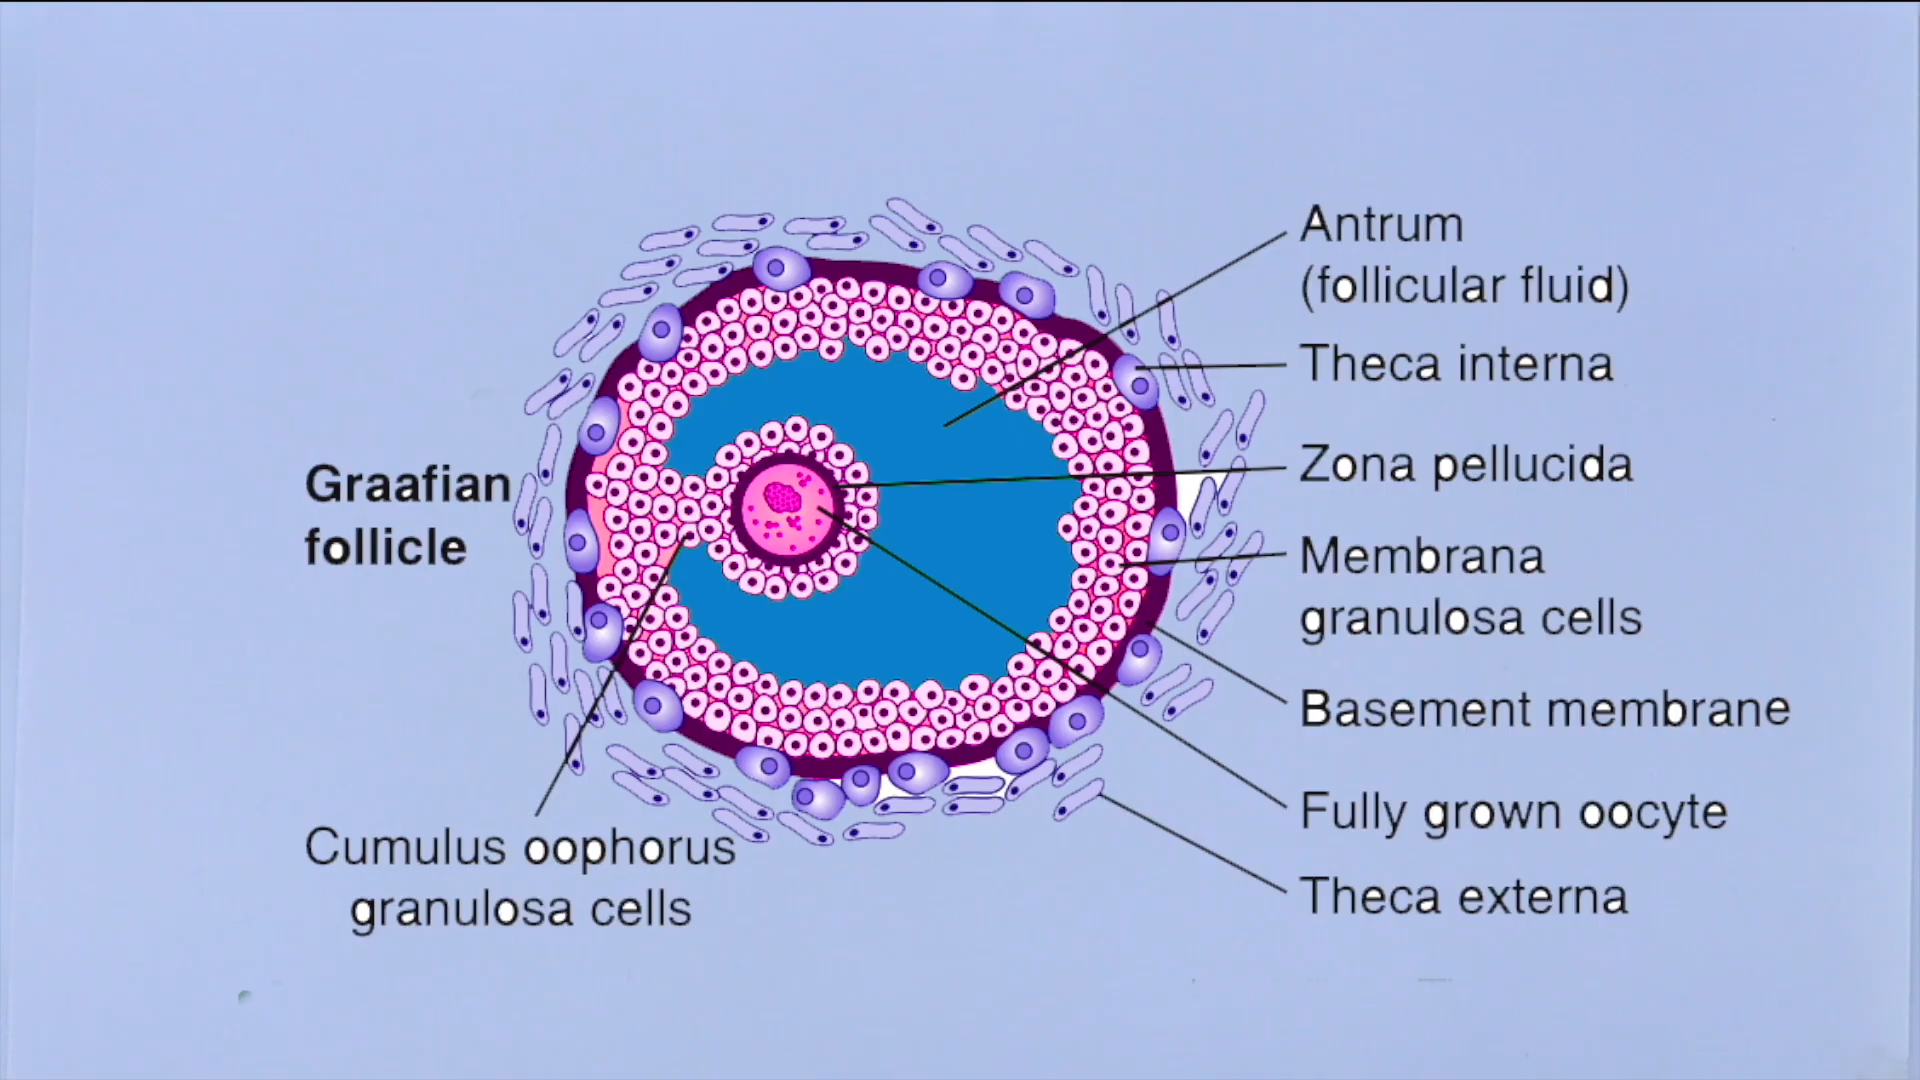 Antrum
(follicular fluid)
Theca interna
Zona pellucida
Graafian
follicle
Membrana
granulosa cells
Basement membrane
Fully grown oocyte
Cumulus oophorus
granulosa cells
Theca externa